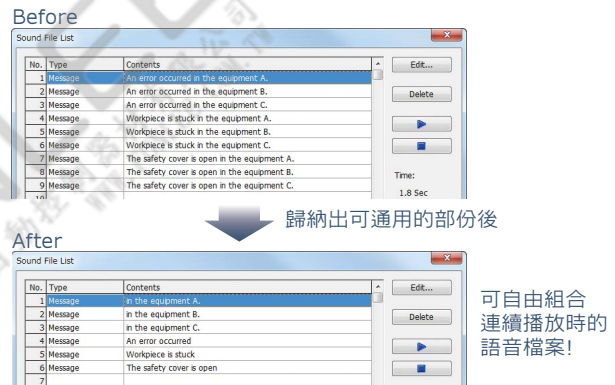 Before
Sound File List
No. Type Contents
1 Message An error occurred in the equipment A.
2 Message An error occurred in the equipment B.
3 Message An error occurred in the equipment C.
4 Message Workpiece is stuck in the equipment A.
5 Message Workpiece is stuck in the equipment B.
6 Message Workpiece is stuck in the equipment C.
7 Message The safety cover is open in the equipment A.
8 Message The safety cover is open in the equipment B.
9 Message The safety cover is open in the equipment C.
10
Edit...
Delete
Time:
1.8 Sec
歸納出可通用的部份後
After
Sound File List
No. Type Contents
1 Message in the equipment A.
2 Message in the equipment B.
3 Message in the equipment C.
4 Message An error occurred
5 Message Workpiece is stuck
6 Message The safety cover is open
7
Edit...
Delete
可自由組合
連續播放時的
語音檔案!